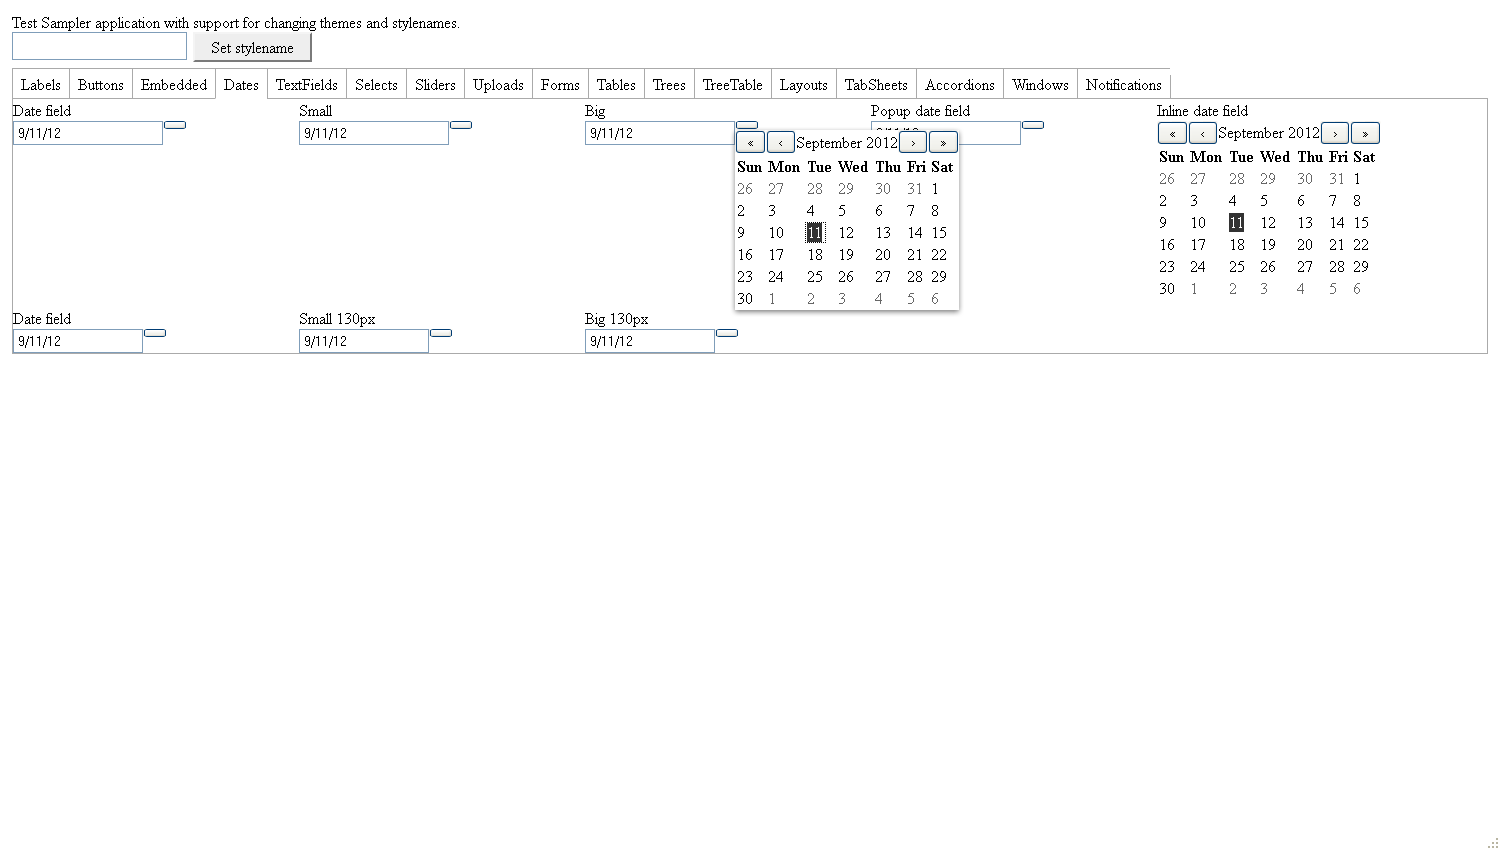 Test Sampler application with support for changing themes and stylenames.
Set stylename
Labels Buttons Embedded Dates TextFields Selects Sliders Uploads Forms Tables Trees TreeTable Layouts TabSheets Accordions Windows Notifications
Date field Small Big Popup date field Inline date field
9/11/12 9/11/12 9/11/12
« ‹ September 2012 › »
Sun Mon Tue Wed Thu Fri Sat
26 27 28 29 30 31 1
2 3 4 5 6 7 8
9 10 11 12 13 14 15
16 17 18 19 20 21 22
23 24 25 26 27 28 29
30 1 2 3 4 5 6
« ‹ September 2012 › »
Sun Mon Tue Wed Thu Fri Sat
26 27 28 29 30 31 1
2 3 4 5 6 7 8
9 10 11 12 13 14 15
16 17 18 19 20 21 22
23 24 25 26 27 28 29
30 1 2 3 4 5 6
Date field Small 130px Big 130px
9/11/12 9/11/12 9/11/12